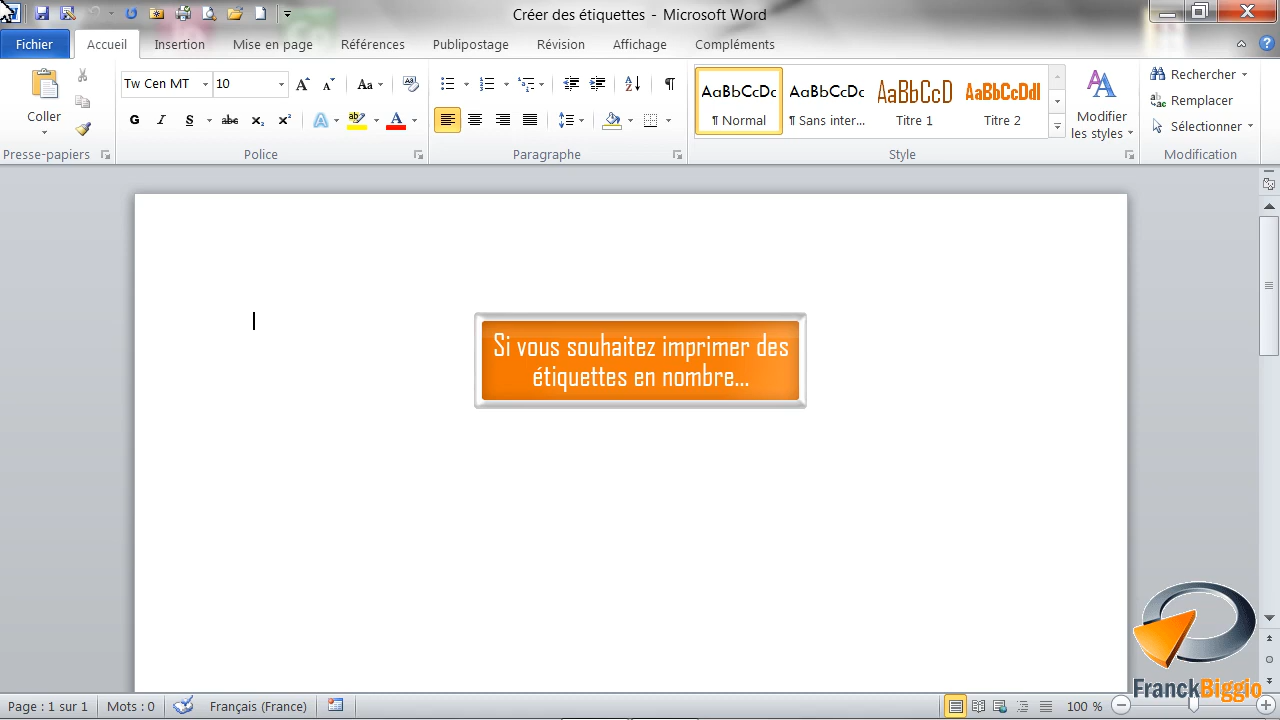 Créer des étiquettes - Microsoft Word
Fichier
Accueil
Insertion
Mise en page
Références
Publipostage
Révision
Affichage
Compléments
Coller
Presse-papiers
Tw Cen MT
10
Aa
G
I
S
abc
x₂
x²
A
ab
A
Police
Paragraphe
AaBbCcDc
¶ Normal
AaBbCcDc
¶ Sans inter...
AaBbCcD
Titre 1
AaBbCcDdI
Titre 2
Style
Modifier
les styles
Rechercher
Remplacer
Sélectionner
Modification
Si vous souhaitez imprimer des
étiquettes en nombre...
FranckBiggio
Page : 1 sur 1
Mots : 0
Français (France)
100 %